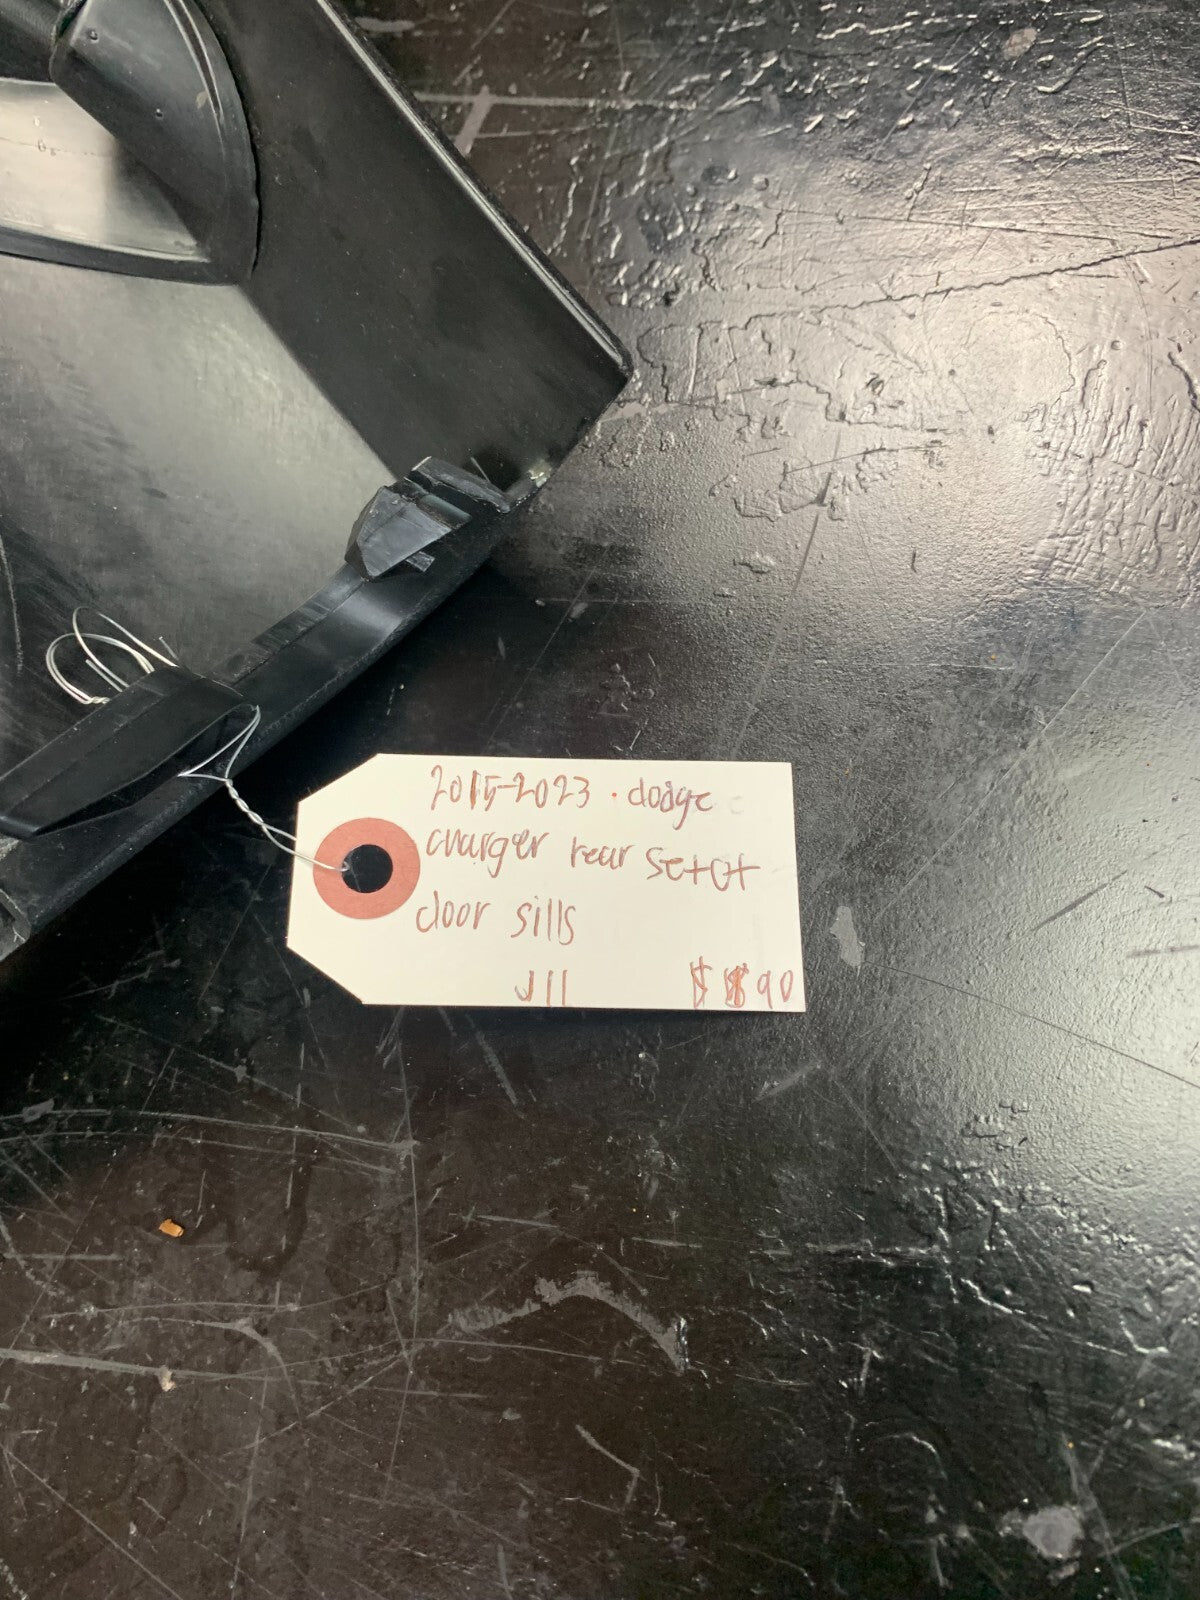 2015-2023 · dodge
charger rear set of
door sills
J11 $ 90